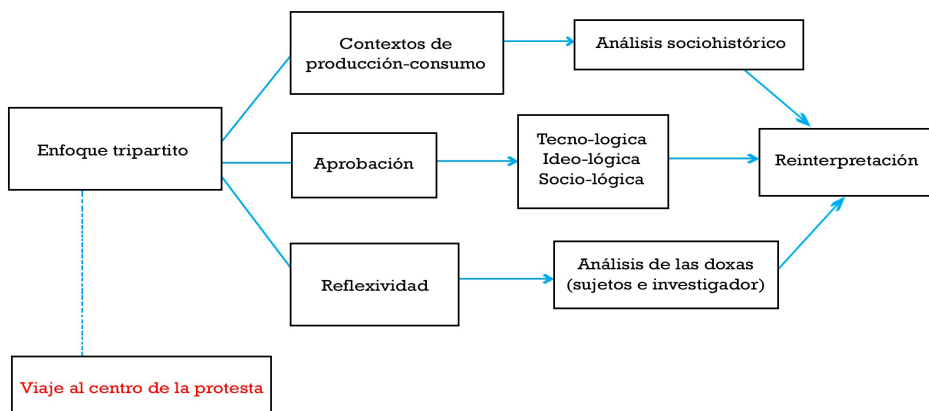 Contextos de
producción-consumo
Análisis sociohistórico
Enfoque tripartito
Aprobación
Tecno-logica
Ideo-lógica
Socio-lógica
Reinterpretación
Reflexividad
Análisis de las doxas
(sujetos e investigador)
Viaje al centro de la protesta